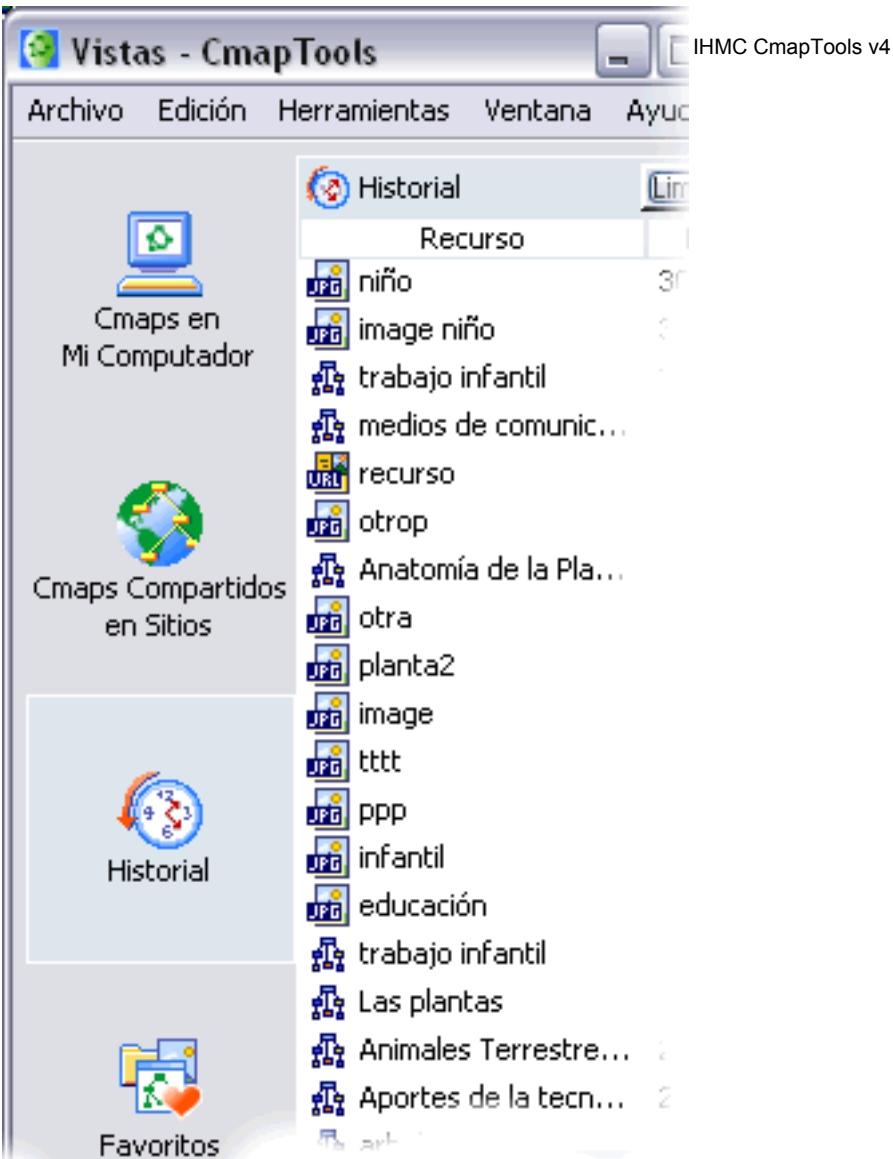 Vistas - CmapTools
IHMC CmapTools v4
Archivo Edición Herramientas Ventana
Cmaps en
Mi Computador
Cmaps Compartidos
en Sitios
Historial
Favoritos
Historial
Recurso
niño
image niño
trabajo infantil
medios de comunic...
URL recurso
otrop
Anatomía de la Pla...
otra
planta2
image
tttt
ppp
infantil
educación
trabajo infantil
Las plantas
Animales Terrestre...
Aportes de la tecn...